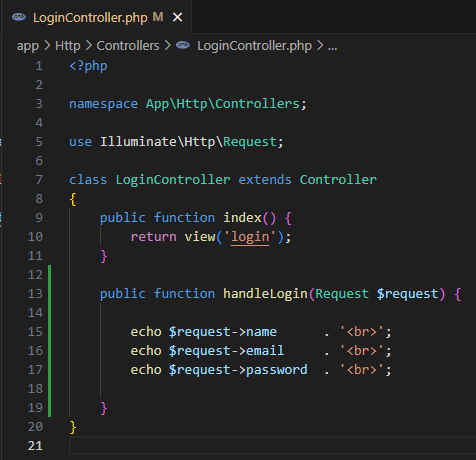 LoginController.php M ×
app > Http > Controllers > LoginController.php > ...
1 <?php
2
3 namespace App\Http\Controllers;
4
5 use Illuminate\Http\Request;
6
7 class LoginController extends Controller
8 {
9 public function index() {
10 return view('login');
11 }
12
13 public function handleLogin(Request $request) {
14
15 echo $request->name . '<br>';
16 echo $request->email . '<br>';
17 echo $request->password . '<br>';
18
19 }
20 }
21